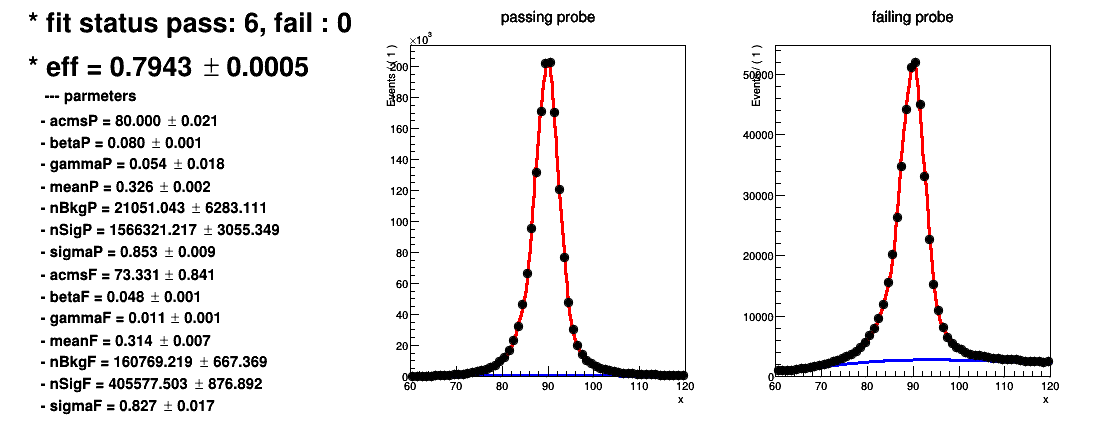 * fit status pass: 6, fail : 0
* eff = 0.7943 ± 0.0005
--- parmeters
- acmsP = 80.000 ± 0.021
- betaP = 0.080 ± 0.001
- gammaP = 0.054 ± 0.018
- meanP = 0.326 ± 0.002
- nBkgP = 21051.043 ± 6283.111
- nSigP = 1566321.217 ± 3055.349
- sigmaP = 0.853 ± 0.009
- acmsF = 73.331 ± 0.841
- betaF = 0.048 ± 0.001
- gammaF = 0.011 ± 0.001
- meanF = 0.314 ± 0.007
- nBkgF = 160769.219 ± 667.369
- nSigF = 405577.503 ± 876.892
- sigmaF = 0.827 ± 0.017
passing probe
×10³
Events / ( 1 )
200
180
160
140
120
100
80
60
40
20
0
60 70 80 90 100 110 120
x
failing probe
Events / ( 1 )
50000
40000
30000
20000
10000
0
60 70 80 90 100 110 120
x